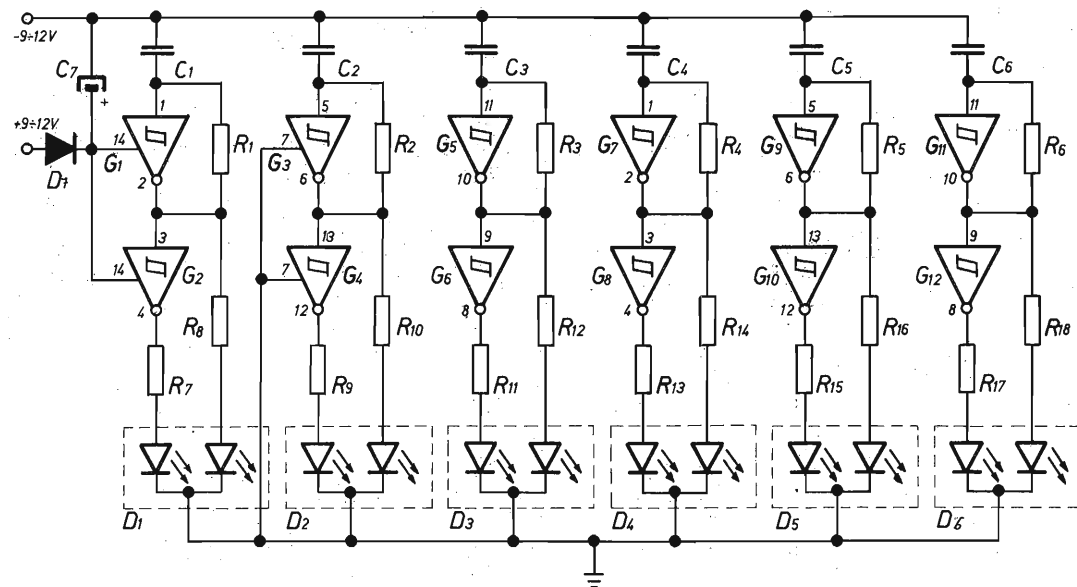 -9÷12V
C7
+
+9÷12V.
D7
C1
C2
C3
C4
C5
C6
1
5
11
1
5
11
14
G1
R1
7
G3
R2
G5
R3
G7
R4
G9
R5
G11
R6
2
6
10
2
6
10
3
13
9
3
13
9
14
G2
7
G4
G6
G8
G10
G12
4
12
8
4
12
8
R8
R10
R12
R14
R16
R18
R7
R9
R11
R13
R15
R17
D1
D2
D3
D4
D5
D6